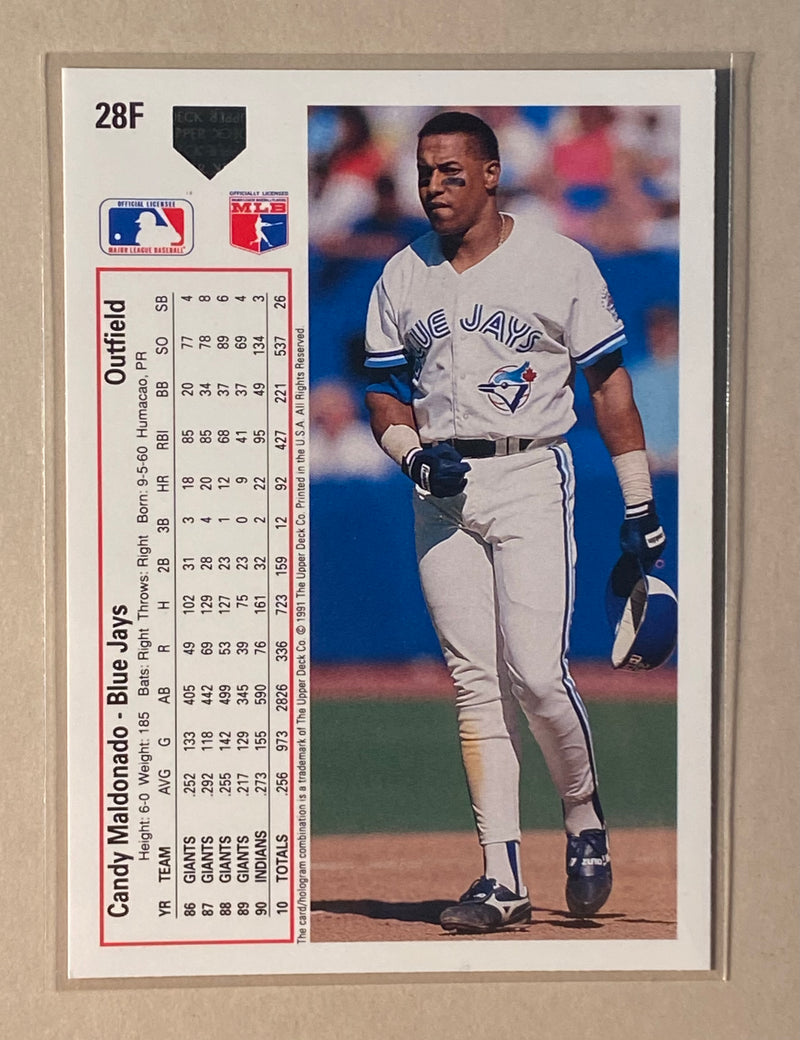 28F
OFFICIAL LICENSEE
MAJOR LEAGUE BASEBALL
OFFICIALLY LICENSED
MLB
Candy Maldonado - Blue Jays Outfield
Height: 6-0 Weight: 185 Bats: Right Throws: Right Born: 9-5-60 Humacao, PR
YR TEAM AVG G AB R H 2B 3B HR RBI BB SO SB
86 GIANTS .252 133 405 49 102 31 3 18 85 20 77 4
87 GIANTS .292 118 442 69 129 28 4 20 85 34 78 8
88 GIANTS .255 142 499 53 127 23 1 12 68 37 89 6
89 GIANTS .217 129 345 39 75 23 0 9 41 37 69 4
90 INDIANS .273 155 590 76 161 32 2 22 95 49 134 3
10 TOTALS .256 973 2826 336 723 159 12 92 427 221 537 26
The card/hologram combination is a trademark of The Upper Deck Co. © 1991 The Upper Deck Co. Printed in the U.S.A. All Rights Reserved.
UE JAYS